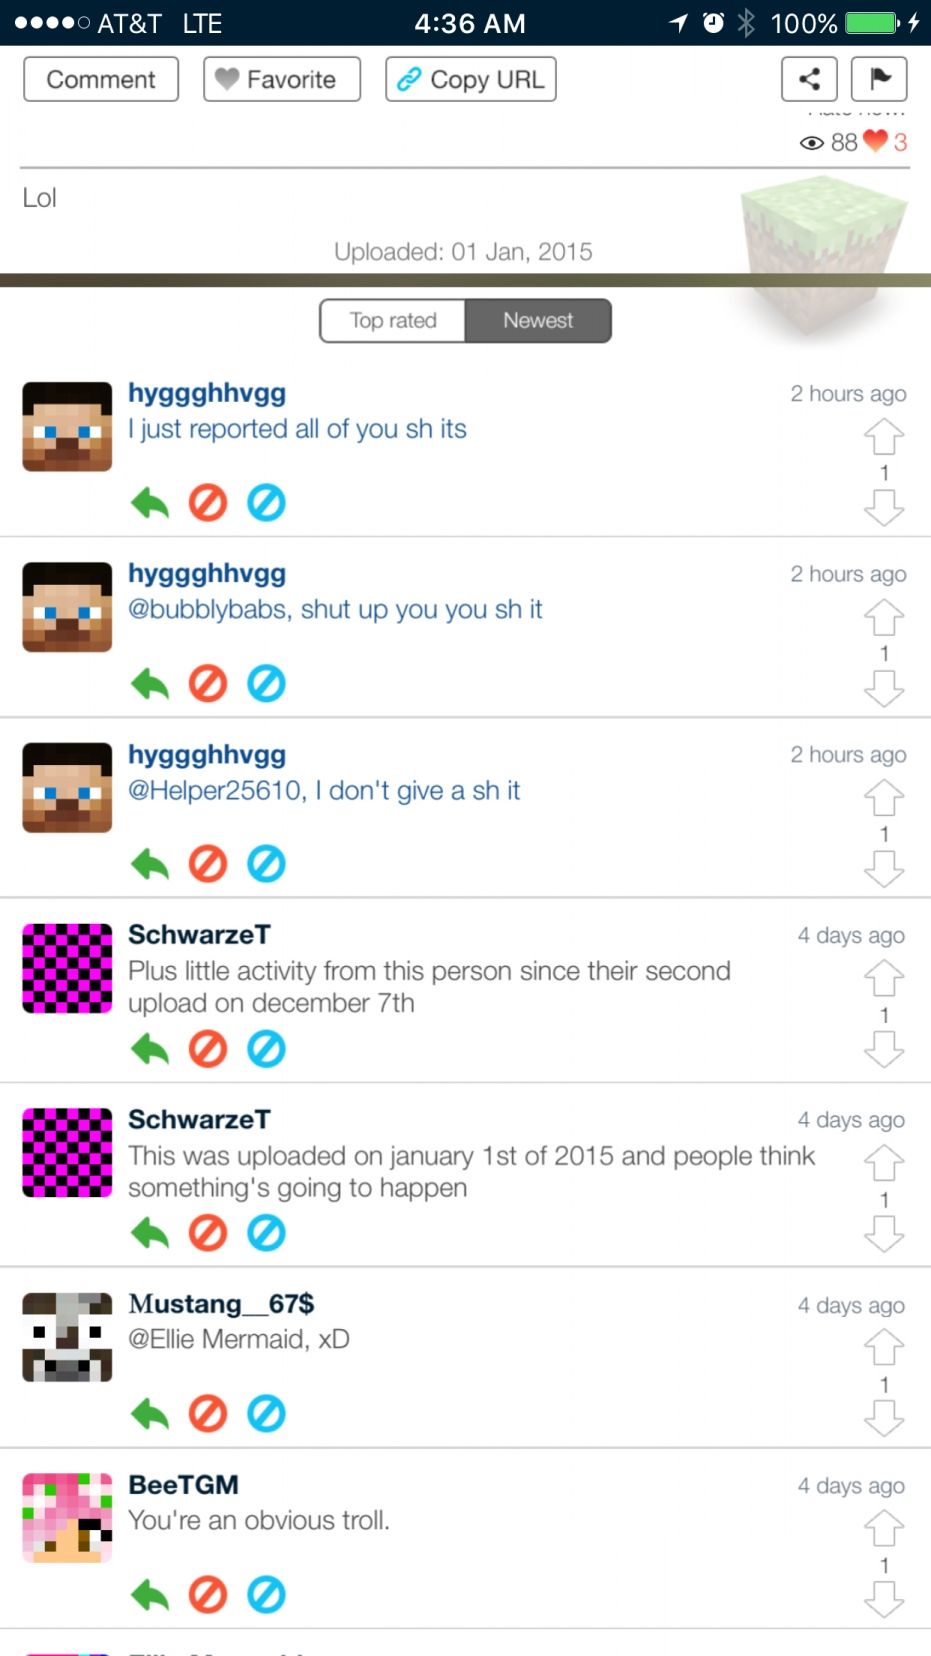 AT&T LTE 4:36 AM 100%
Comment Favorite Copy URL
88 3
Lol
Uploaded: 01 Jan, 2015
Top rated Newest
hyggghhvgg 2 hours ago
I just reported all of you sh its
1
hyggghhvgg 2 hours ago
@bubblybabs, shut up you you sh it
1
hyggghhvgg 2 hours ago
@Helper25610, I don't give a sh it
1
SchwarzeT 4 days ago
Plus little activity from this person since their second
upload on december 7th
1
SchwarzeT 4 days ago
This was uploaded on january 1st of 2015 and people think
something's going to happen
1
Mustang__67$ 4 days ago
@Ellie Mermaid, xD
1
BeeTGM 4 days ago
You're an obvious troll.
1